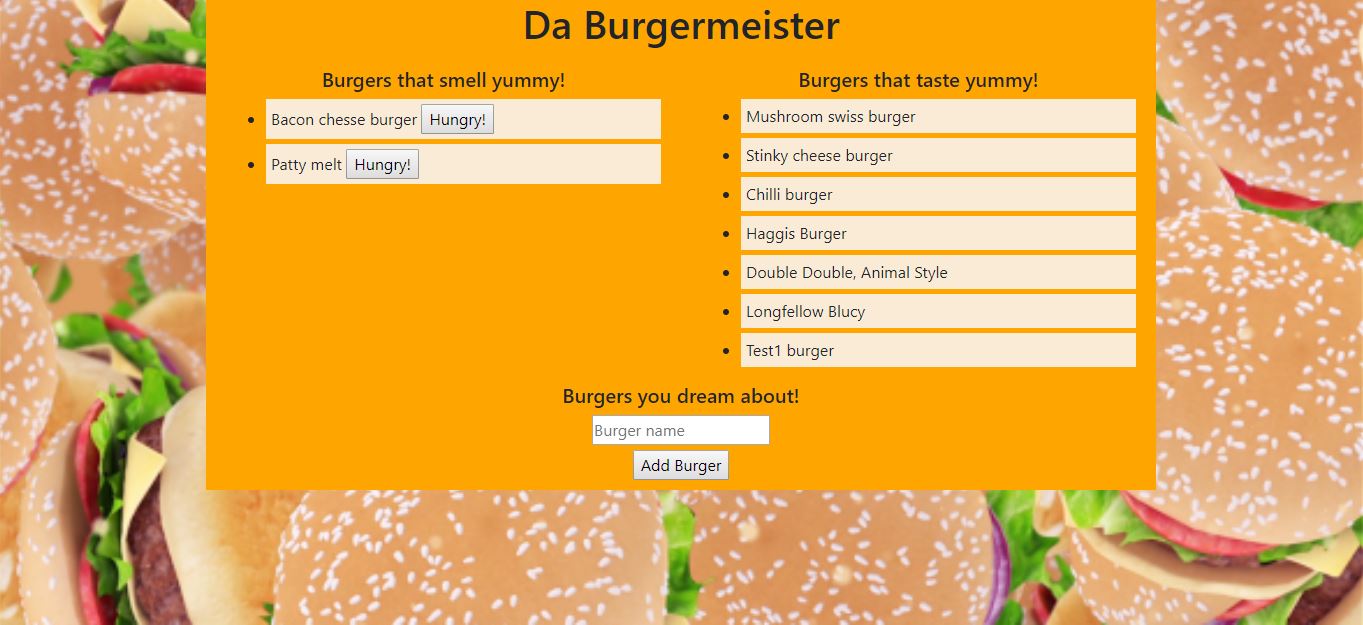 Da Burgermeister
Burgers that smell yummy!
Bacon chesse burger Hungry!
Patty melt Hungry!
Burgers that taste yummy!
Mushroom swiss burger
Stinky cheese burger
Chilli burger
Haggis Burger
Double Double, Animal Style
Longfellow Blucy
Test1 burger
Burgers you dream about!
Burger name
Add Burger